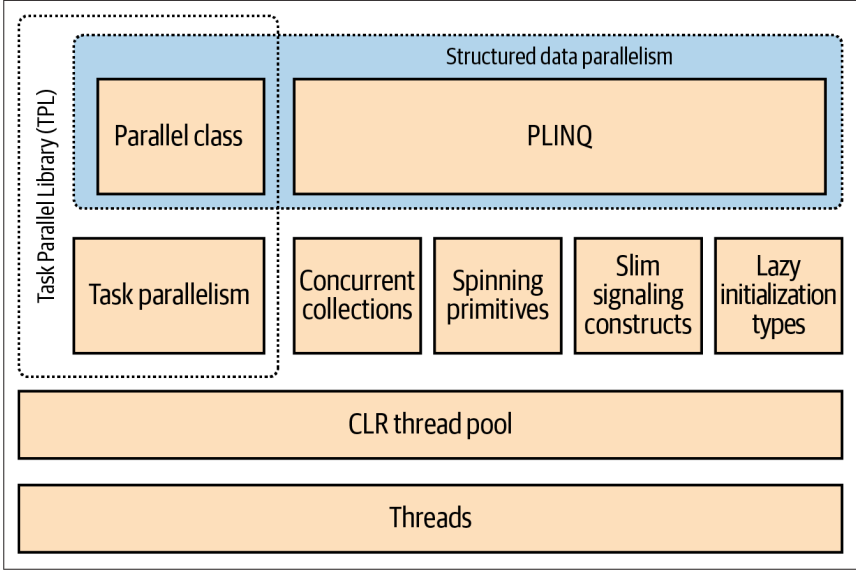 Structured data parallelism
Task Parallel Library (TPL)
Parallel class
PLINQ
Task parallelism
Concurrent
collections
Spinning
primitives
Slim
signaling
constructs
Lazy
initialization
types
CLR thread pool
Threads